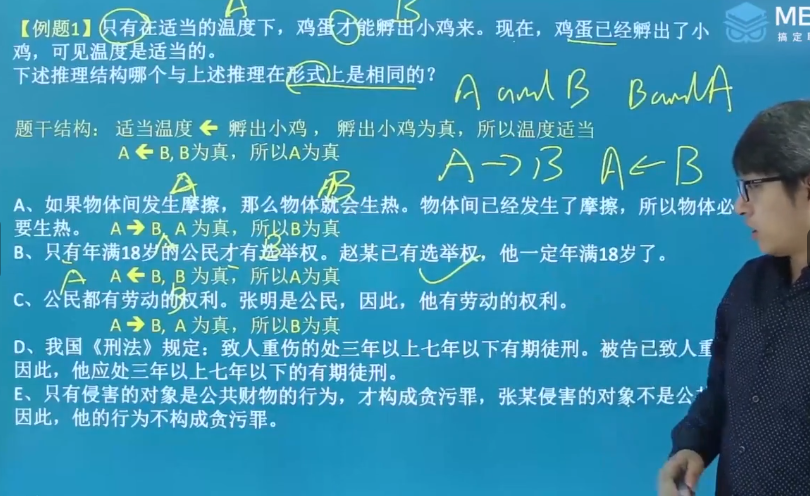 【例题1】只有在适当的温度下，鸡蛋才能孵出小鸡来。现在，鸡蛋已经孵出了小
鸡，可见温度是适当的。
下述推理结构哪个与上述推理在形式上是相同的？
A B
A and B B and A
题干结构： 适当温度 ← 孵出小鸡 ， 孵出小鸡为真，所以温度适当
A ← B, B为真，所以A为真
A → B A ← B
A B
A、如果物体间发生摩擦，那么物体就会生热。物体间已经发生了摩擦，所以物体必
要生热。 A → B, A 为真，所以B为真
A B
B、只有年满18岁的公民才有选举权。赵某已有选举权，他一定年满18岁了。
A ← B, B 为真，所以A为真
A B
C、公民都有劳动的权利。张明是公民，因此，他有劳动的权利。
A → B, A 为真，所以B为真
D、我国《刑法》规定：致人重伤的处三年以上七年以下有期徒刑。被告已致人重
因此，他应处三年以上七年以下的有期徒刑。
E、只有侵害的对象是公共财物的行为，才构成贪污罪，张某侵害的对象不是公
因此，他的行为不构成贪污罪。
ME
搞定